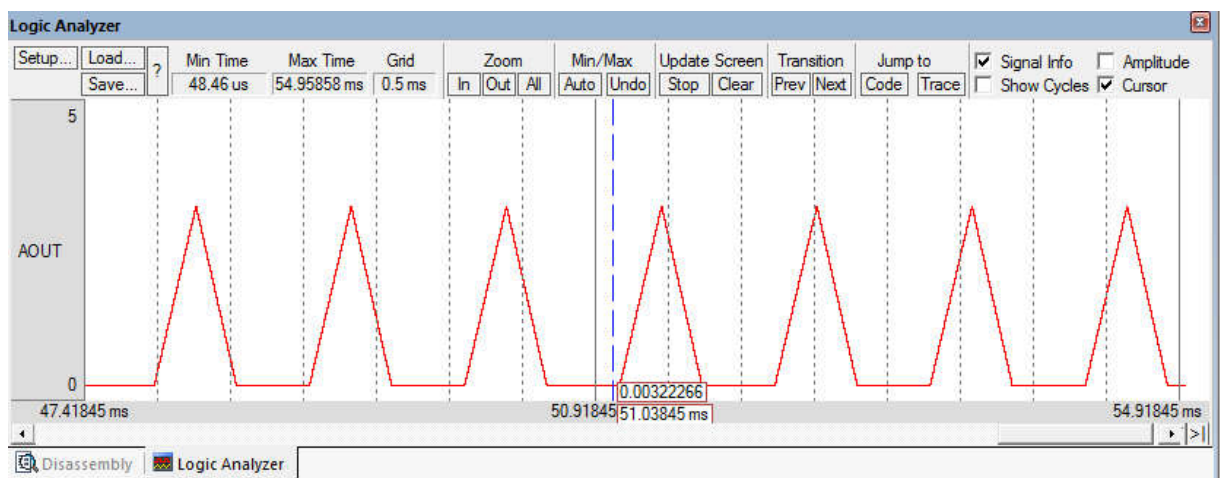 Logic Analyzer
Setup... Load... ? Min Time Max Time Grid Zoom Min/Max Update Screen Transition Jump to Signal Info Amplitude
Save... 48.46 us 54.95858 ms 0.5 ms In Out All Auto Undo Stop Clear Prev Next Code Trace Show Cycles Cursor
5
AOUT
0
0.00322266
47.41845 ms 50.91845 51.03845 ms 54.91845 ms
>|
Disassembly Logic Analyzer